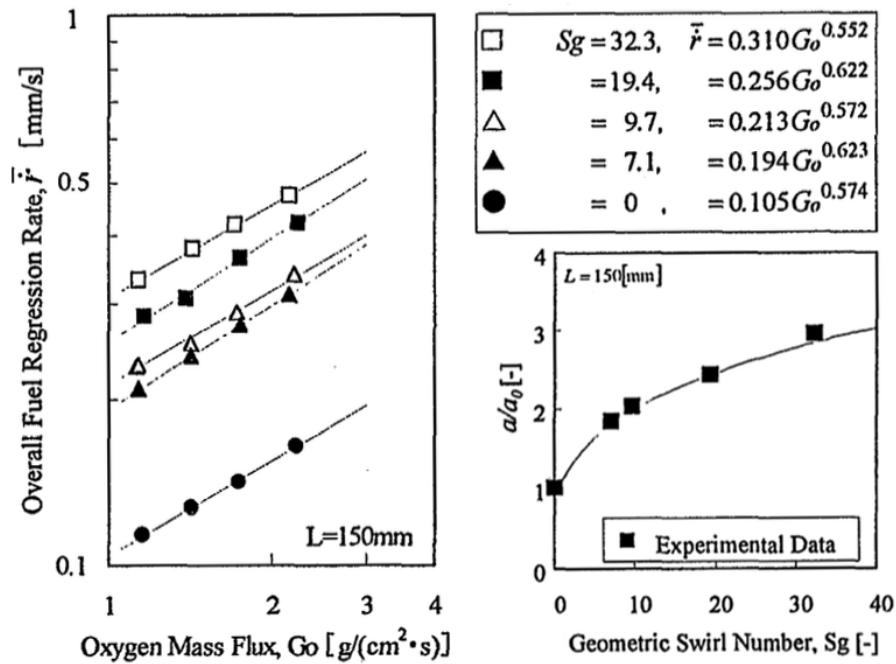 1
0.5
0.1
Overall Fuel Regression Rate, r̄̇ [mm/s]
L=150mm
1 2 3 4
Oxygen Mass Flux, Go [g/(cm²•s)]
Sg =32.3, r̄̇ =0.310Go^0.552
=19.4, =0.256Go^0.622
= 9.7, =0.213Go^0.572
= 7.1, =0.194Go^0.623
= 0 , =0.105Go^0.574
4
3
2
1
0
a/a₀ [-]
L = 150[mm]
Experimental Data
0 10 20 30 40
Geometric Swirl Number, Sg [-]